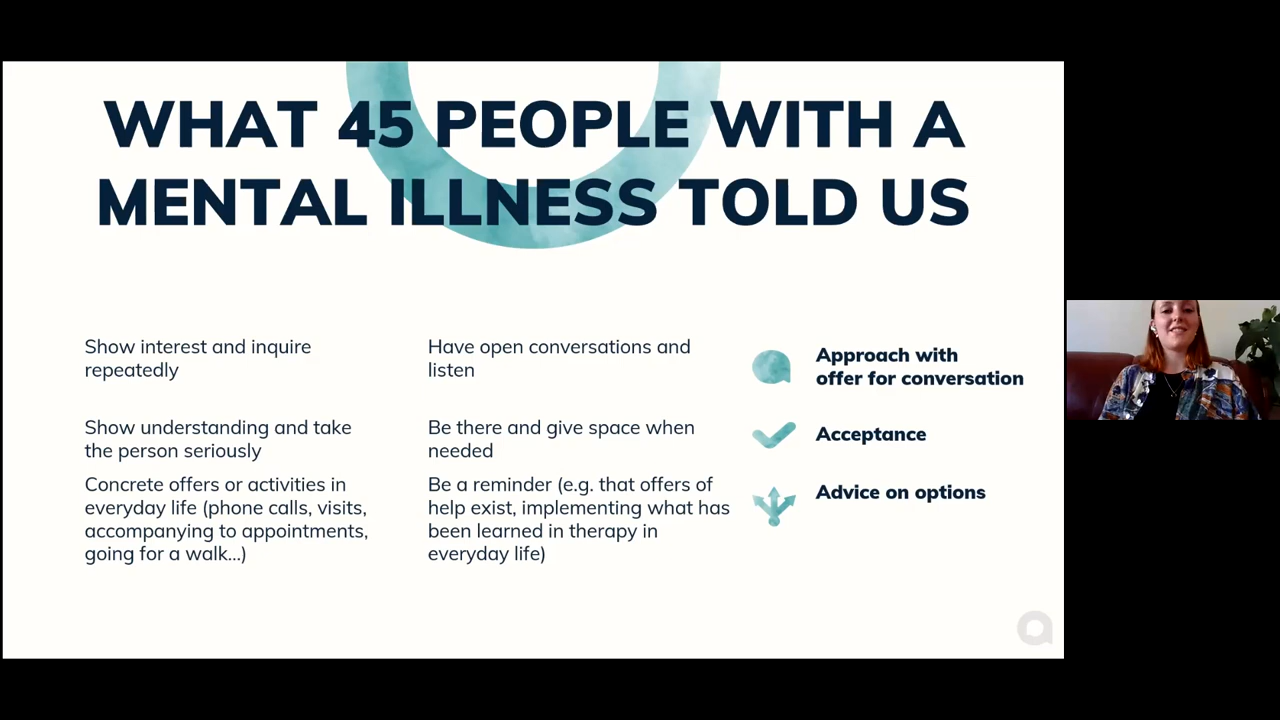 WHAT 45 PEOPLE WITH A
MENTAL ILLNESS TOLD US
Show interest and inquire
repeatedly
Have open conversations and
listen
Approach with
offer for conversation
Show understanding and take
the person seriously
Be there and give space when
needed
Acceptance
Concrete offers or activities in
everyday life (phone calls, visits,
accompanying to appointments,
going for a walk...)
Be a reminder (e.g. that offers of
help exist, implementing what has
been learned in therapy in
everyday life)
Advice on options